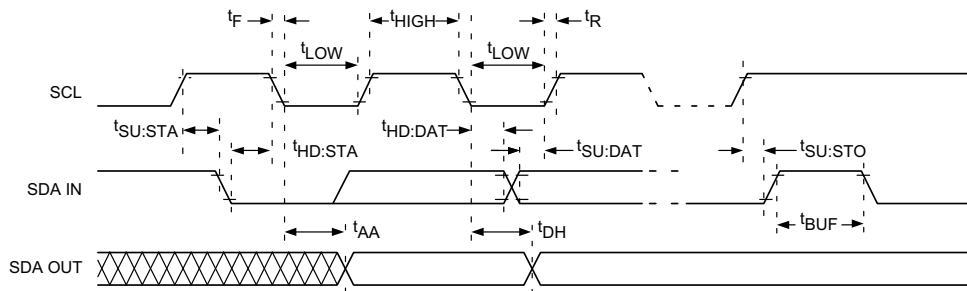 tF
tHIGH
tR
tLOW
tLOW
SCL
tSU:STA
tHD:DAT
tHD:STA
tSU:DAT
tSU:STO
SDA IN
tAA
tDH
tBUF
SDA OUT